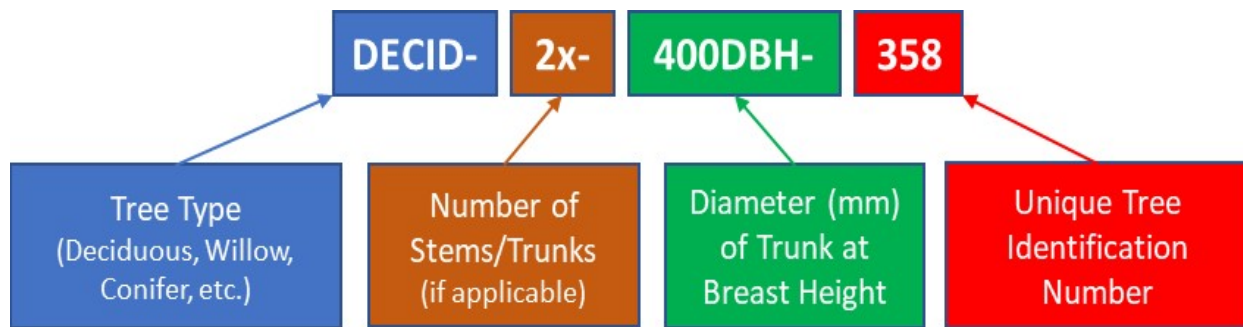 DECID- 2x- 400DBH- 358
Tree Type
(Deciduous, Willow,
Conifer, etc.)
Number of
Stems/Trunks
(if applicable)
Diameter (mm)
of Trunk at
Breast Height
Unique Tree
Identification
Number